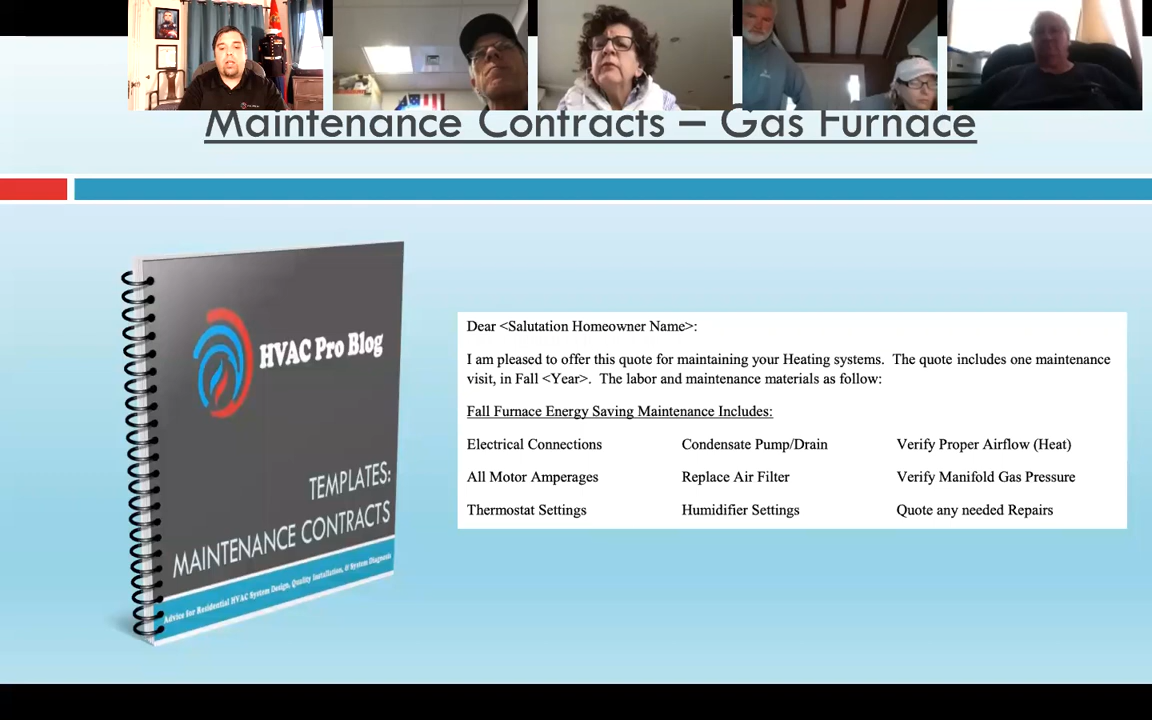 Maintenance Contracts – Gas Furnace
HVAC Pro Blog
TEMPLATES:
MAINTENANCE CONTRACTS
Advice for Residential HVAC System Design, Quality Installation, & System Diagnosis
Dear <Salutation Homeowner Name>:
I am pleased to offer this quote for maintaining your Heating systems.  The quote includes one maintenance
visit, in Fall <Year>.  The labor and maintenance materials as follow:
Fall Furnace Energy Saving Maintenance Includes:
Electrical Connections Condensate Pump/Drain Verify Proper Airflow (Heat)
All Motor Amperages Replace Air Filter Verify Manifold Gas Pressure
Thermostat Settings Humidifier Settings Quote any needed Repairs